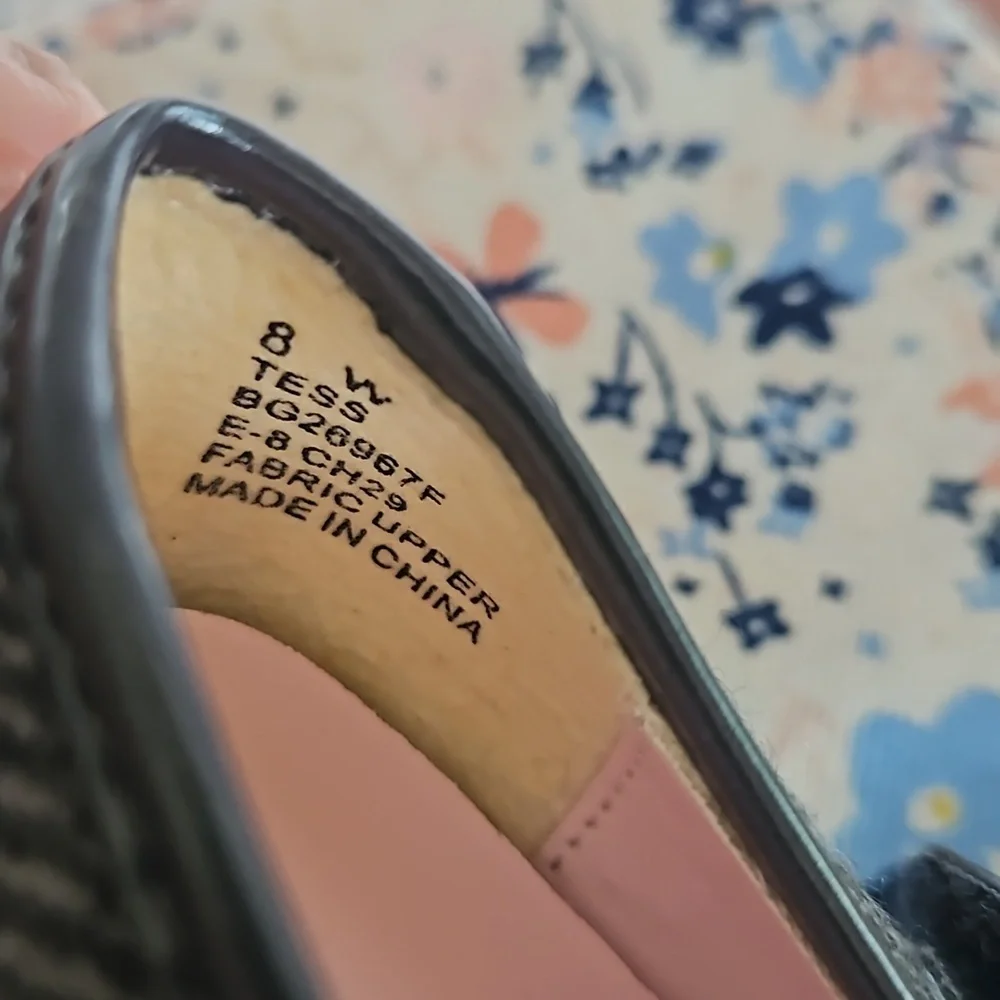 8 W
TESS
BG26967F
E-8 CH29
FABRIC UPPER
MADE IN CHINA